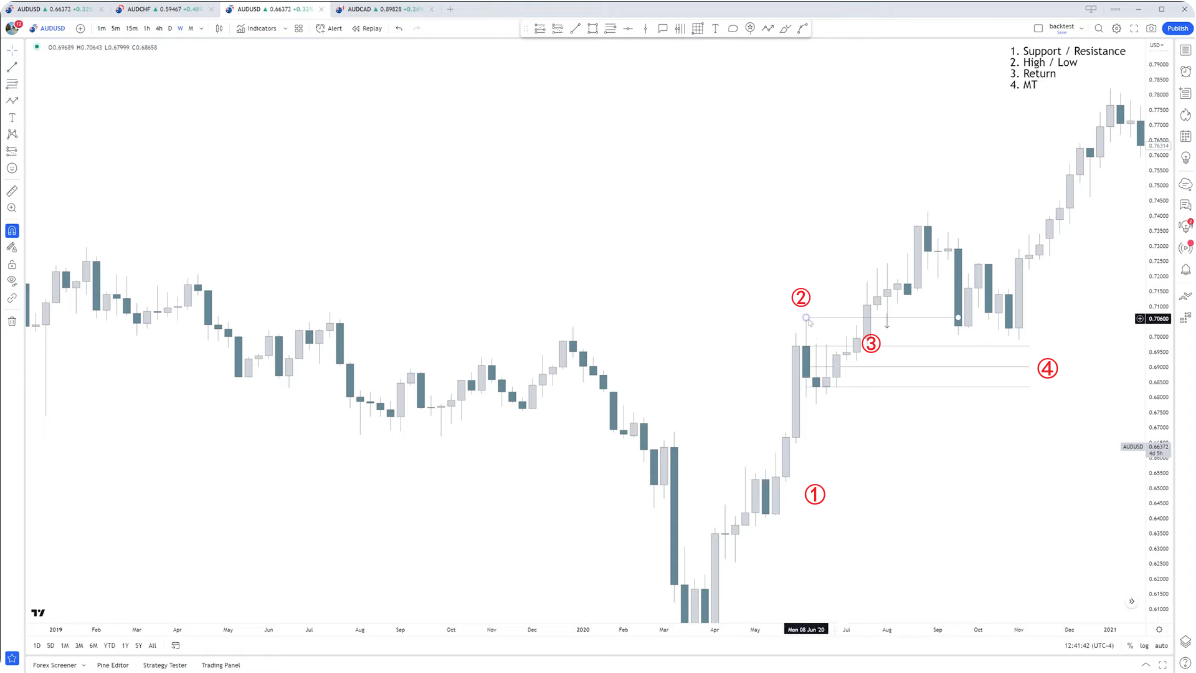 AUDUSD ▲ 0.66372 +0.33%
AUDCHF ▲ 0.59467 +0.48%
AUDUSD ▲ 0.66372 +0.33%
AUDCAD ▲ 0.89828 +0.26%
AUDUSD
1m 5m 15m 1h 4h D W M
Indicators
Alert
Replay
backtest
Save
Publish
O0.69689 H0.70643 L0.67999 C0.68658
1. Support / Resistance
2. High / Low
3. Return
4. MT
USD
0.79000
0.78500
0.78000
0.77500
0.77000
0.76314
0.76000
0.75500
0.75000
0.74500
0.74000
0.73500
0.73000
0.72500
0.72000
0.71500
0.71000
0.70600
0.70000
0.69500
0.69000
0.68500
0.68000
0.67500
0.67000
AUDUSD 0.66372
4d 5h
0.66000
0.65500
0.65000
0.64500
0.64000
0.63500
0.63000
0.62500
0.62000
0.61500
0.61000
②
③
④
①
2019 Feb Mar Apr May Jun Jul Aug Sep Oct Nov Dec 2020 Feb Mar Apr May Mon 08 Jun '20 Jul Aug Sep Oct Nov Dec 2021
1D 5D 1M 3M 6M YTD 1Y 5Y All
12:41:42 (UTC-4) % log auto
Forex Screener Pine Editor Strategy Tester Trading Panel